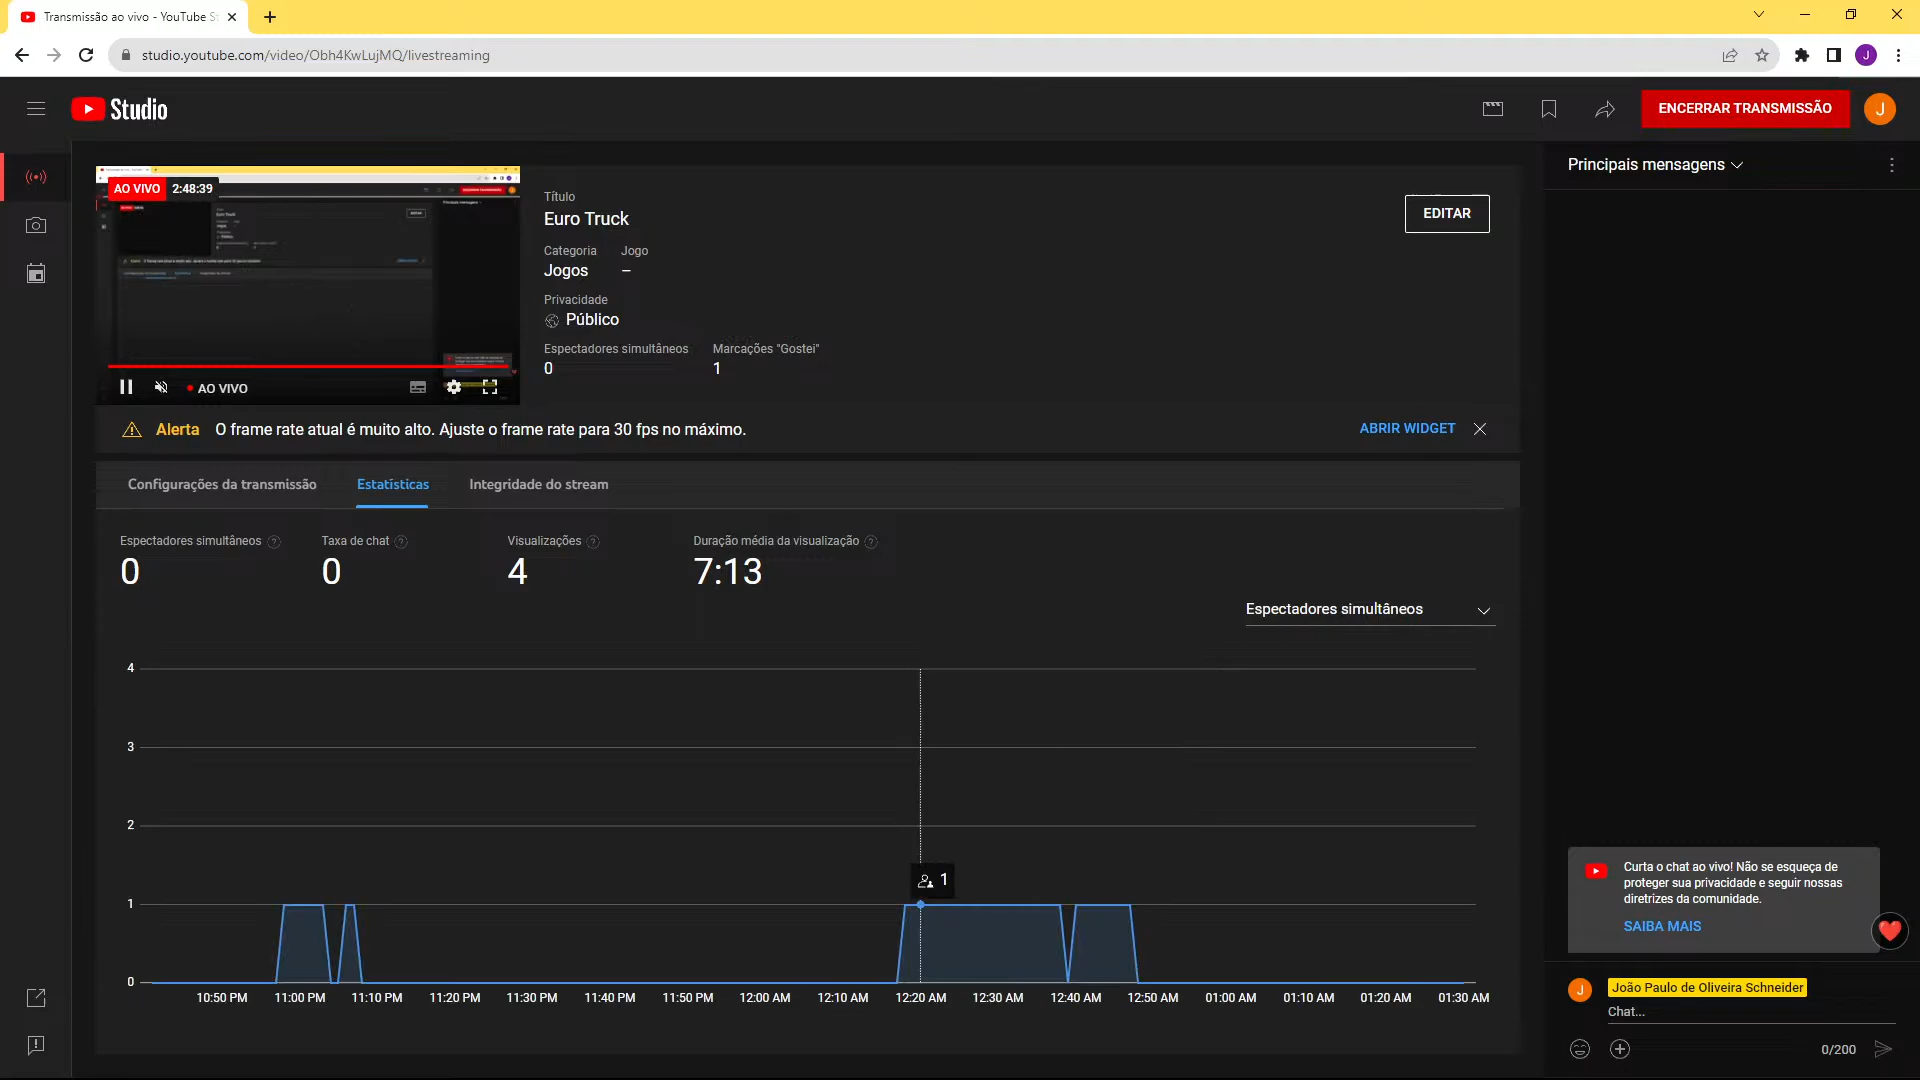 Transmissão ao vivo - YouTube St
studio.youtube.com/video/Obh4KwLujMQ/livestreaming
J
Studio
ENCERRAR TRANSMISSÃO
J
AO VIVO 2:48:39
AO VIVO
Título
Euro Truck
EDITAR
Categoria Jogo
Jogos –
Privacidade
Público
Espectadores simultâneos Marcações "Gostei"
0 1
Alerta O frame rate atual é muito alto. Ajuste o frame rate para 30 fps no máximo.
ABRIR WIDGET
Configurações da transmissão Estatísticas Integridade do stream
Espectadores simultâneos ? Taxa de chat ? Visualizações ? Duração média da visualização ?
0 0 4 7:13
Espectadores simultâneos
4
3
2
1
1
0
10:50 PM 11:00 PM 11:10 PM 11:20 PM 11:30 PM 11:40 PM 11:50 PM 12:00 AM 12:10 AM 12:20 AM 12:30 AM 12:40 AM 12:50 AM 01:00 AM 01:10 AM 01:20 AM 01:30 AM
Principais mensagens
Curta o chat ao vivo! Não se esqueça de
proteger sua privacidade e seguir nossas
diretrizes da comunidade.
SAIBA MAIS
J
João Paulo de Oliveira Schneider
Chat...
0/200